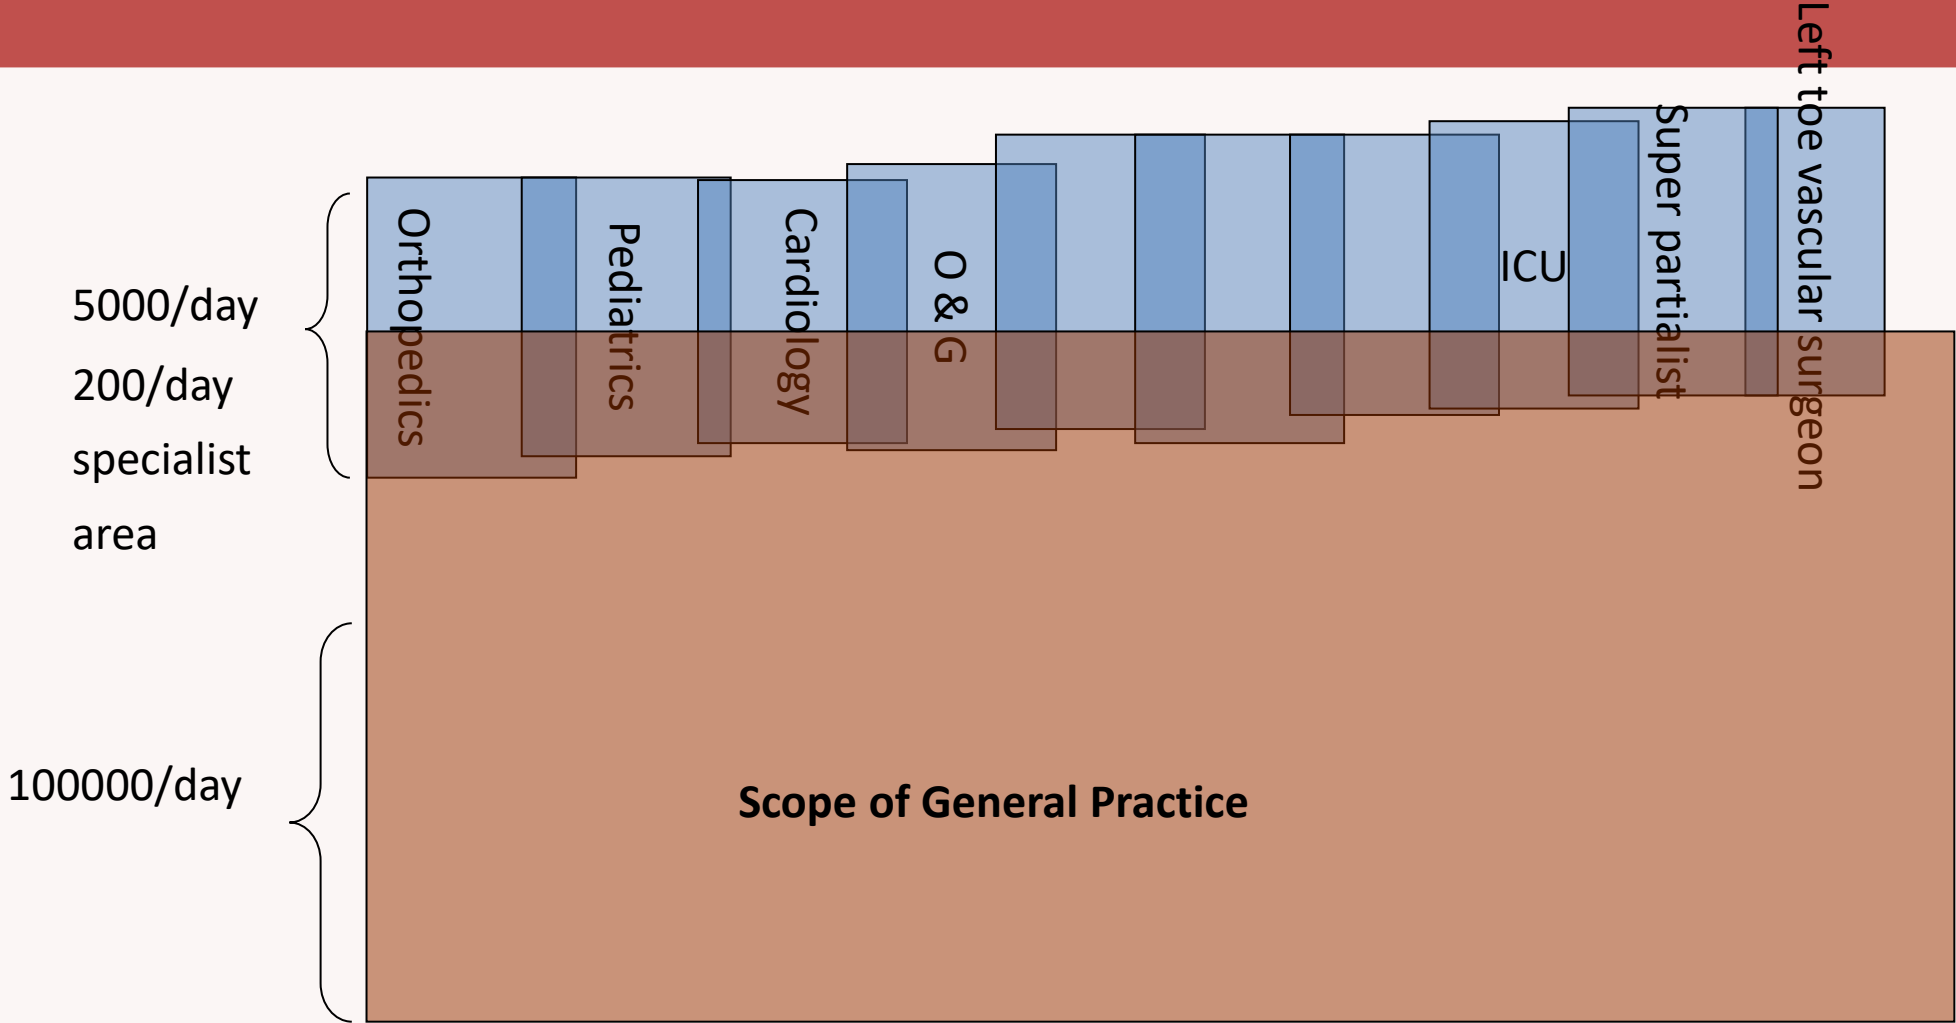 5000/day
200/day
specialist
area
100000/day
Orthopedics
Pediatrics
Cardiology
O & G
ICU
Super partialist
Left toe vascular surgeon
Scope of General Practice